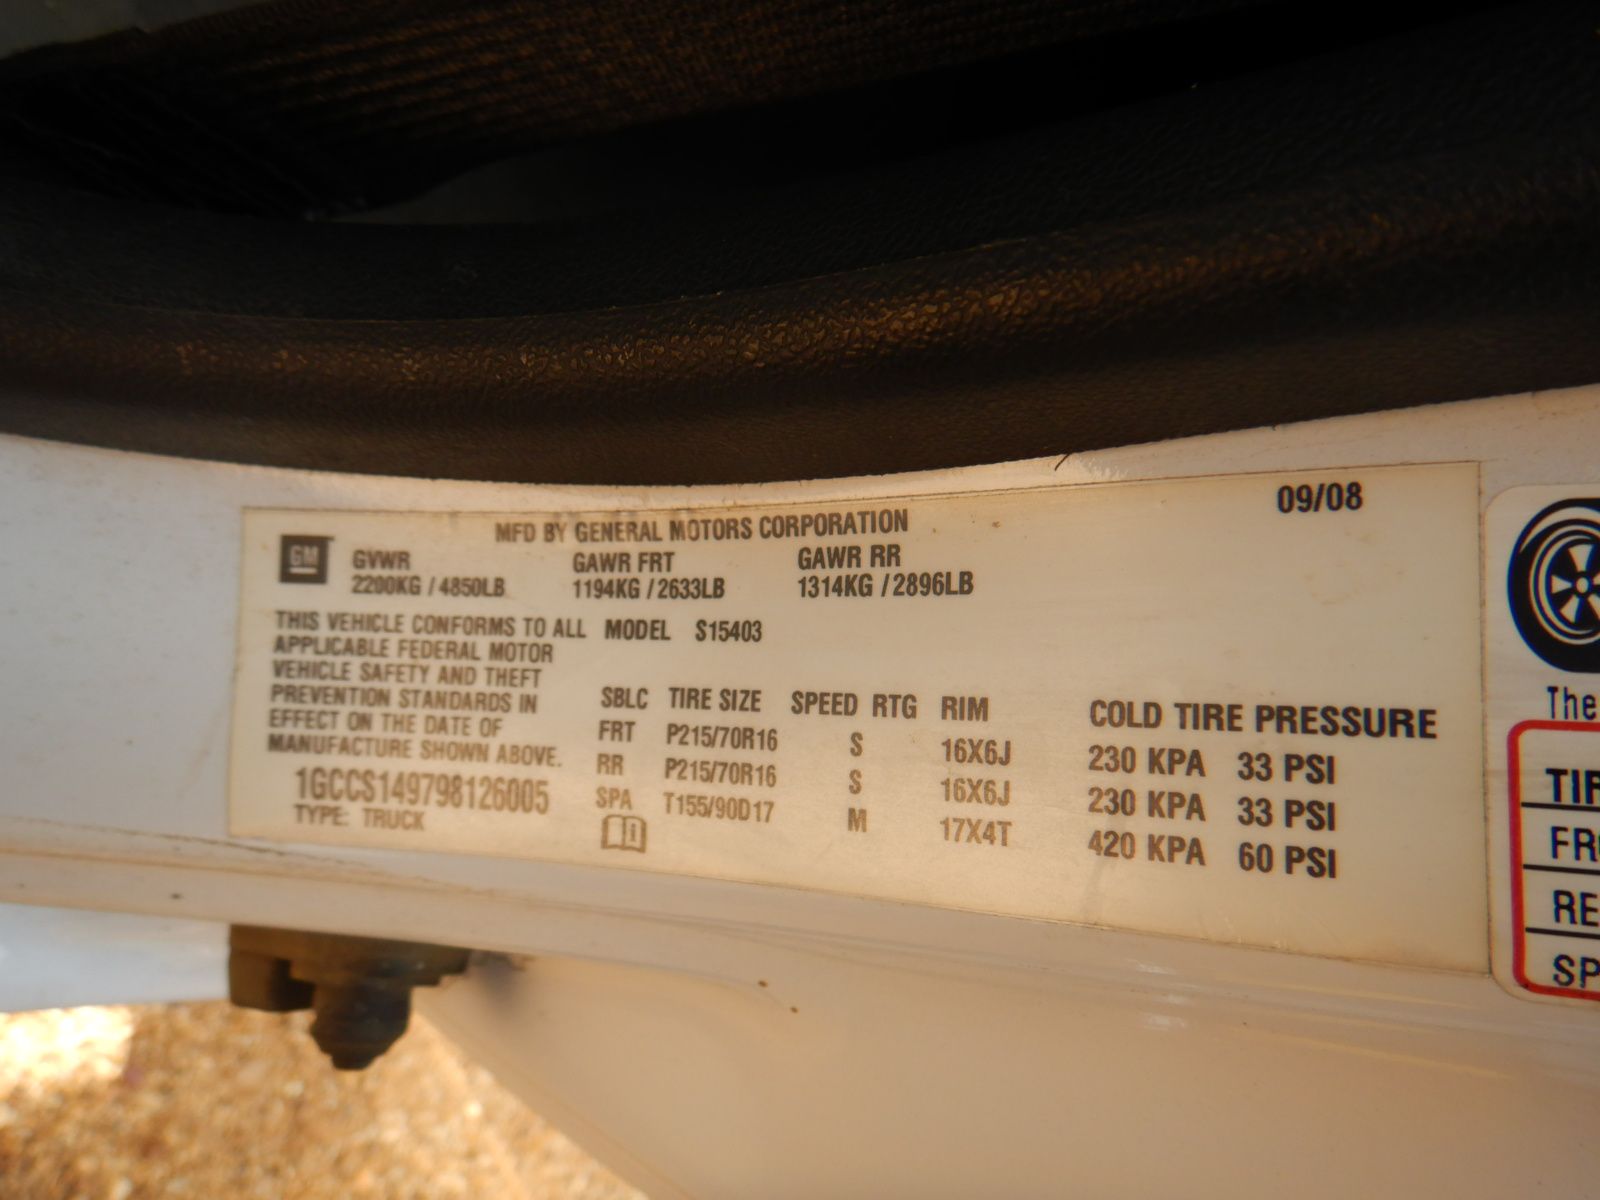 09/08
MFD BY GENERAL MOTORS CORPORATION
GM GVWR GAWR FRT GAWR RR
2200KG / 4850LB 1194KG / 2633LB 1314KG / 2896LB
THIS VEHICLE CONFORMS TO ALL MODEL S15403
APPLICABLE FEDERAL MOTOR
VEHICLE SAFETY AND THEFT
PREVENTION STANDARDS IN
EFFECT ON THE DATE OF
MANUFACTURE SHOWN ABOVE.
1GCCS149798126005
TYPE: TRUCK
SBLC TIRE SIZE SPEED RTG RIM COLD TIRE PRESSURE
FRT P215/70R16 S 16X6J 230 KPA 33 PSI
RR P215/70R16 S 16X6J 230 KPA 33 PSI
SPA T155/90D17 M 17X4T 420 KPA 60 PSI
The
TIR
FRO
RE
SP